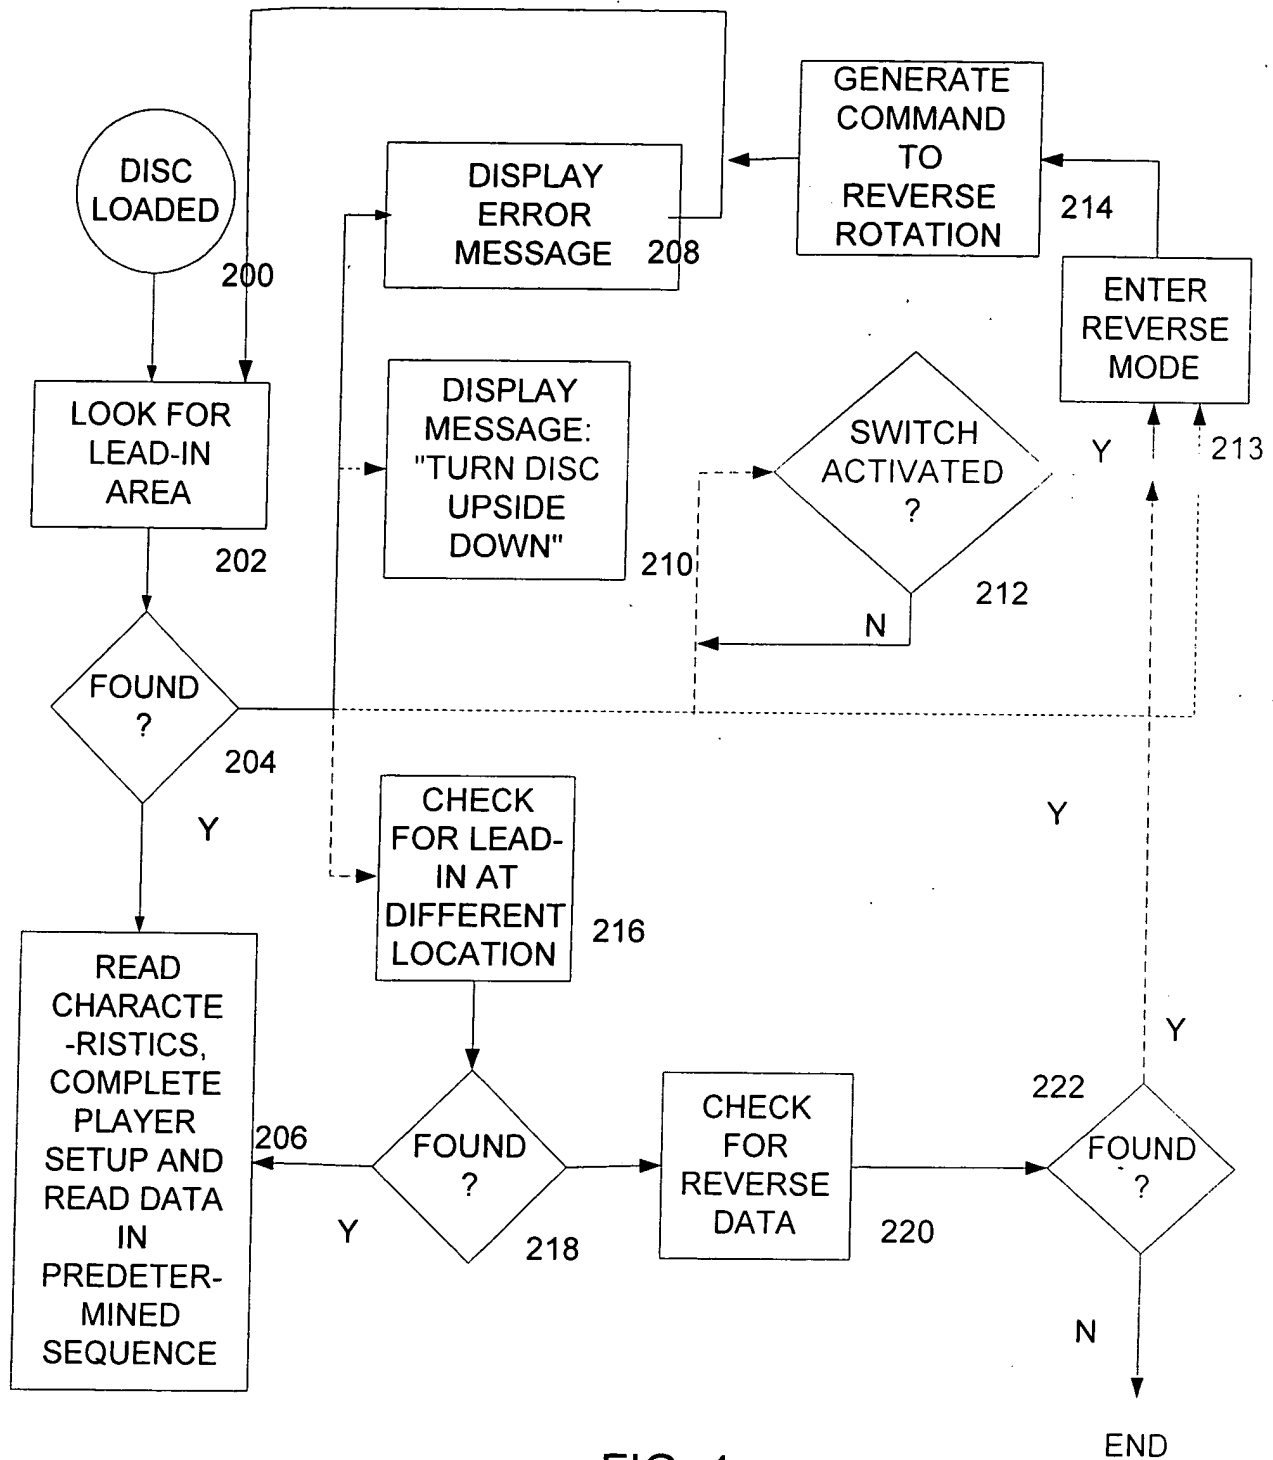 DISC
LOADED
200
LOOK FOR
LEAD-IN
AREA
202
FOUND
?
204
Y
READ
CHARACTE
-RISTICS,
COMPLETE
PLAYER
SETUP AND
READ DATA
IN
PREDETER-
MINED
SEQUENCE
206
DISPLAY
ERROR
MESSAGE
208
DISPLAY
MESSAGE:
"TURN DISC
UPSIDE
DOWN"
210
SWITCH
ACTIVATED
?
212
N
GENERATE
COMMAND
TO
REVERSE
ROTATION
214
ENTER
REVERSE
MODE
213
Y
CHECK
FOR LEAD-
IN AT
DIFFERENT
LOCATION
216
FOUND
?
218
Y
CHECK
FOR
REVERSE
DATA
220
FOUND
?
222
Y
Y
N
END